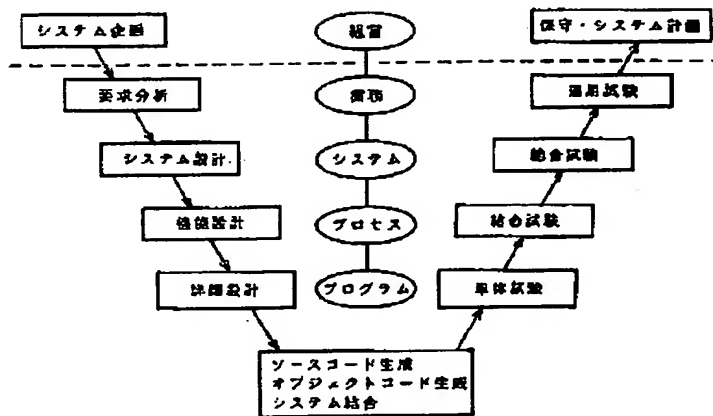 システム企画
経営
保守・システム計画
要求分析
業務
運用試験
システム設計
システム
総合試験
機能設計
プロセス
結合試験
詳細設計
プログラム
単体試験
ソースコード生成
オブジェクトコード生成
システム結合